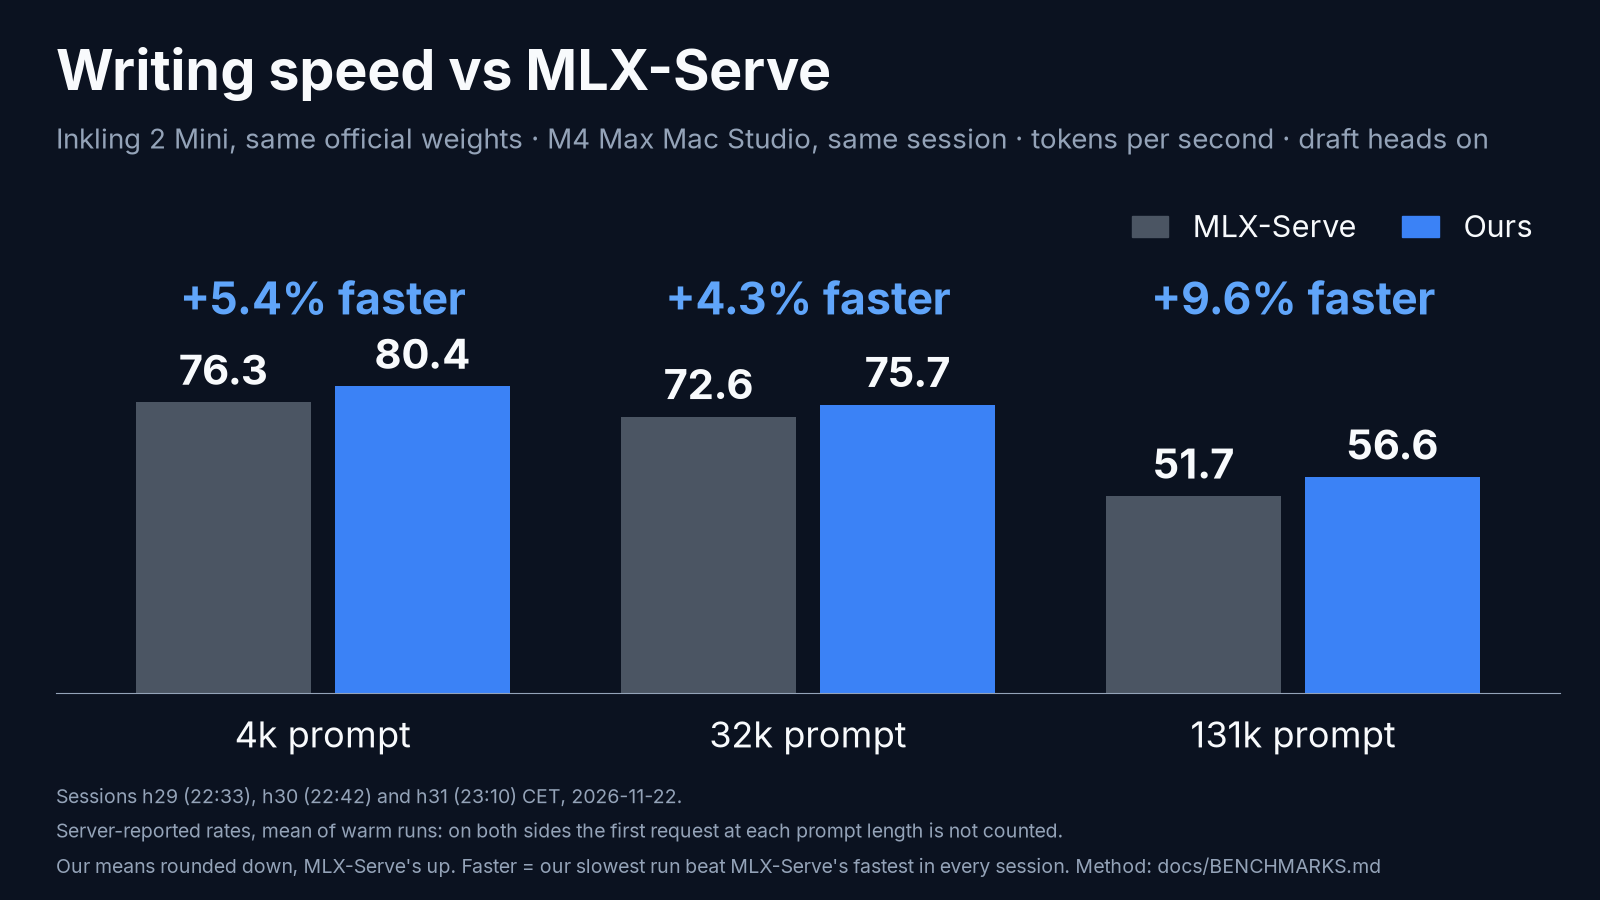 Writing speed vs MLX-Serve
Inkling 2 Mini, same official weights · M4 Max Mac Studio, same session · tokens per second · draft heads on
MLX-Serve Ours
+5.4% faster +4.3% faster +9.6% faster
76.3 80.4 72.6 75.7 51.7 56.6
4k prompt 32k prompt 131k prompt
Sessions h29 (22:33), h30 (22:42) and h31 (23:10) CET, 2026-11-22.
Server-reported rates, mean of warm runs: on both sides the first request at each prompt length is not counted.
Our means rounded down, MLX-Serve's up. Faster = our slowest run beat MLX-Serve's fastest in every session. Method: docs/BENCHMARKS.md